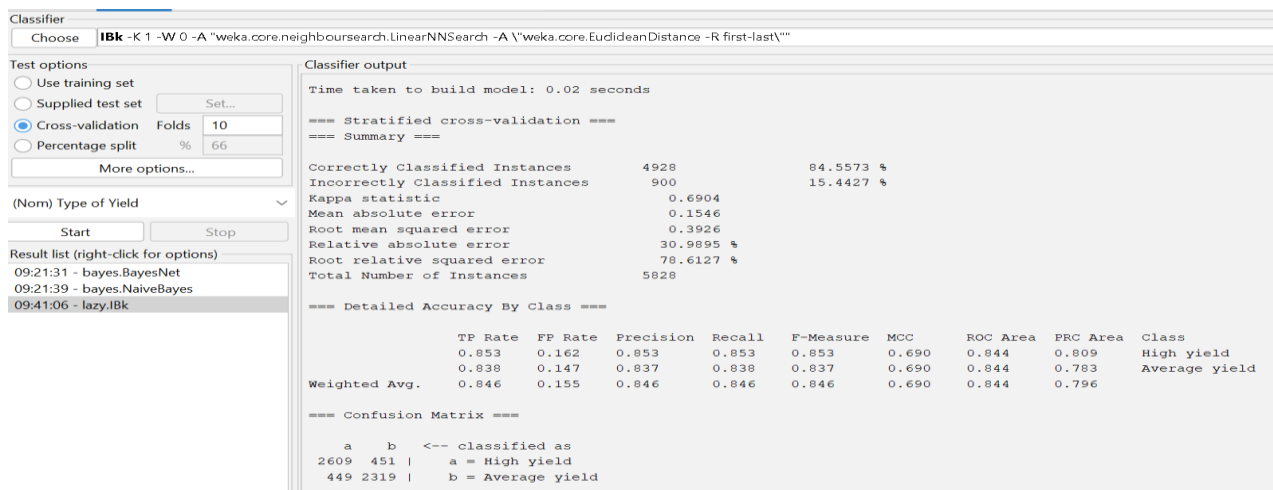 Classifier
Choose IBk -K 1 -W 0 -A "weka.core.neighboursearch.LinearNNSearch -A \"weka.core.EuclideanDistance -R first-last\""
Test options
Use training set
Supplied test set Set...
Cross-validation Folds 10
Percentage split % 66
More options...
(Nom) Type of Yield
Start Stop
Result list (right-click for options)
09:21:31 - bayes.BayesNet
09:21:39 - bayes.NaiveBayes
09:41:06 - lazy.IBk
Classifier output
Time taken to build model: 0.02 seconds
=== Stratified cross-validation ===
=== Summary ===
Correctly Classified Instances 4928 84.5573 %
Incorrectly Classified Instances 900 15.4427 %
Kappa statistic 0.6904
Mean absolute error 0.1546
Root mean squared error 0.3926
Relative absolute error 30.9895 %
Root relative squared error 78.6127 %
Total Number of Instances 5828
=== Detailed Accuracy By Class ===
TP Rate FP Rate Precision Recall F-Measure MCC ROC Area PRC Area Class
0.853 0.162 0.853 0.853 0.853 0.690 0.844 0.809 High yield
0.838 0.147 0.837 0.838 0.837 0.690 0.844 0.783 Average yield
Weighted Avg. 0.846 0.155 0.846 0.846 0.846 0.690 0.844 0.796
=== Confusion Matrix ===
a b <-- classified as
2609 451 | a = High yield
449 2319 | b = Average yield